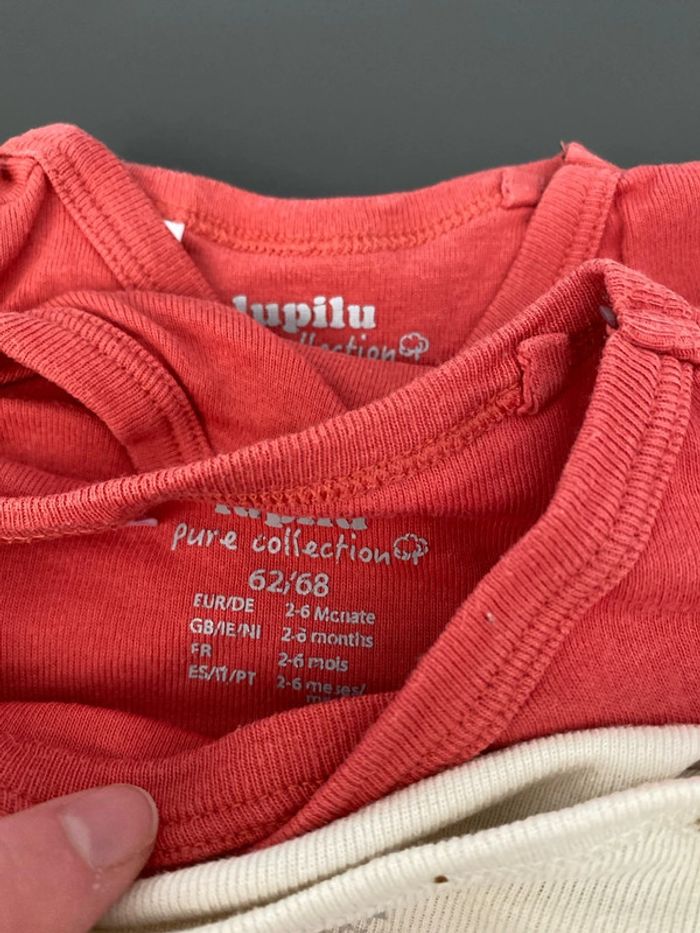 lupilu
collection
lupilu
pure collection
62/68
EUR/DE 2-6 Monate
GB/IE/NI 2-6 months
FR 2-6 mois
ES/IT/PT 2-6 meses/